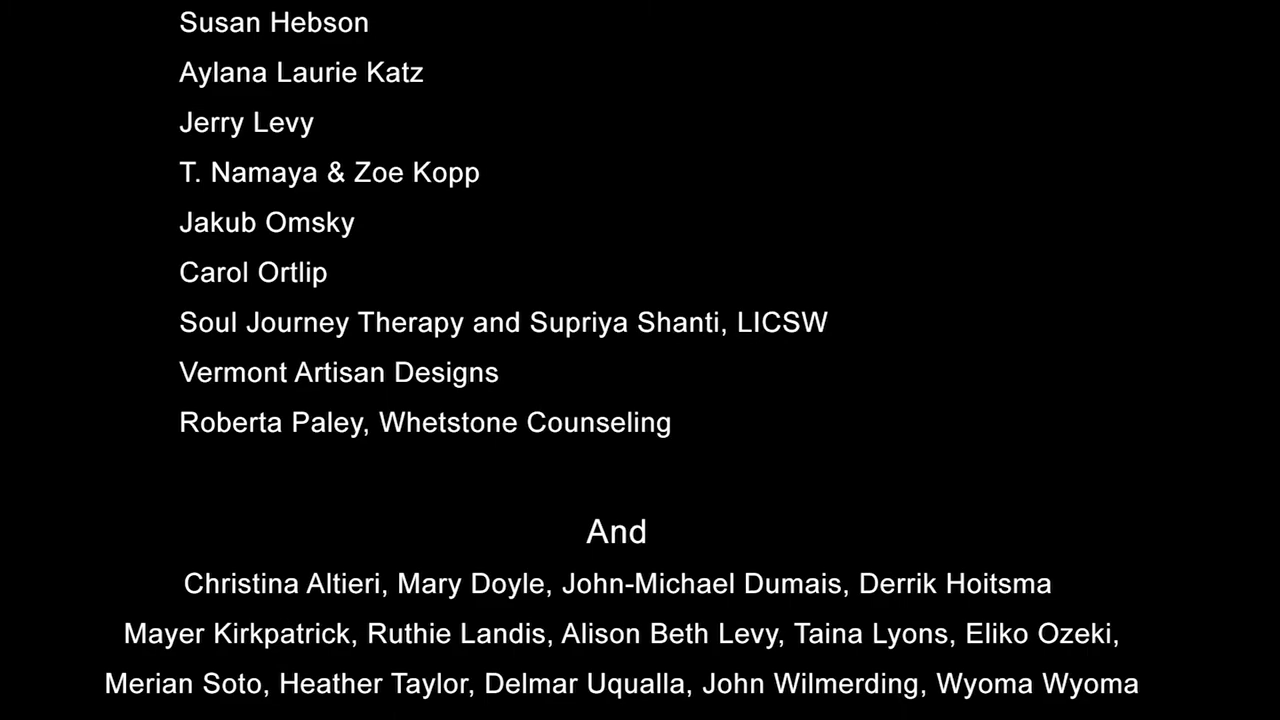 Susan Hebson
Aylana Laurie Katz
Jerry Levy
T. Namaya & Zoe Kopp
Jakub Omsky
Carol Ortlip
Soul Journey Therapy and Supriya Shanti, LICSW
Vermont Artisan Designs
Roberta Paley, Whetstone Counseling
And
Christina Altieri, Mary Doyle, John-Michael Dumais, Derrik Hoitsma
Mayer Kirkpatrick, Ruthie Landis, Alison Beth Levy, Taina Lyons, Eliko Ozeki,
Merian Soto, Heather Taylor, Delmar Uqualla, John Wilmerding, Wyoma Wyoma